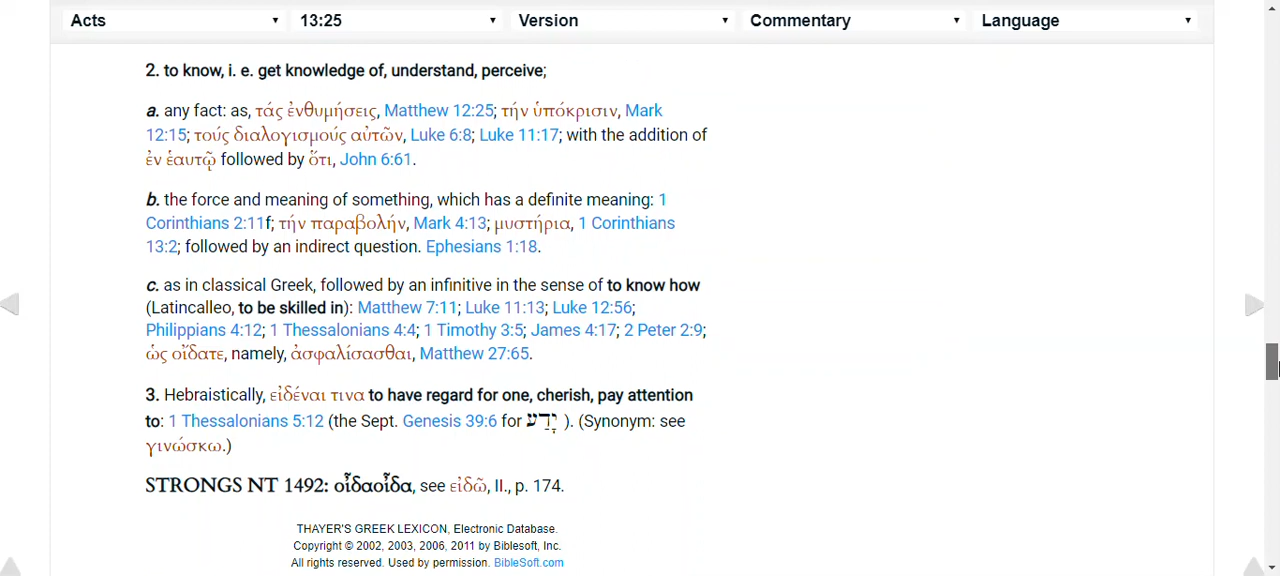 Acts 13:25 Version Commentary Language
2. to know, i. e. get knowledge of, understand, perceive;
a. any fact: as, τάς ἐνθυμήσεις, Matthew 12:25; τήν ὑπόκρισιν, Mark
12:15; τούς διαλογισμούς αὐτῶν, Luke 6:8; Luke 11:17; with the addition of
ἐν ἑαυτῷ followed by ὅτι, John 6:61.
b. the force and meaning of something, which has a definite meaning: 1
Corinthians 2:11f; τήν παραβολήν, Mark 4:13; μυστήρια, 1 Corinthians
13:2; followed by an indirect question. Ephesians 1:18.
c. as in classical Greek, followed by an infinitive in the sense of to know how
(Latincalleo, to be skilled in): Matthew 7:11; Luke 11:13; Luke 12:56;
Philippians 4:12; 1 Thessalonians 4:4; 1 Timothy 3:5; James 4:17; 2 Peter 2:9;
ὡς οἴδατε, namely, ἀσφαλίσασθαι, Matthew 27:65.
3. Hebraistically, εἰδέναι τινα to have regard for one, cherish, pay attention
to: 1 Thessalonians 5:12 (the Sept. Genesis 39:6 for יָדַע ). (Synonym: see
γινώσκω.)
STRONGS NT 1492: οἶδαοἶδα, see εἰδῶ, II., p. 174.
THAYER'S GREEK LEXICON, Electronic Database.
Copyright © 2002, 2003, 2006, 2011 by Biblesoft, Inc.
All rights reserved. Used by permission. BibleSoft.com